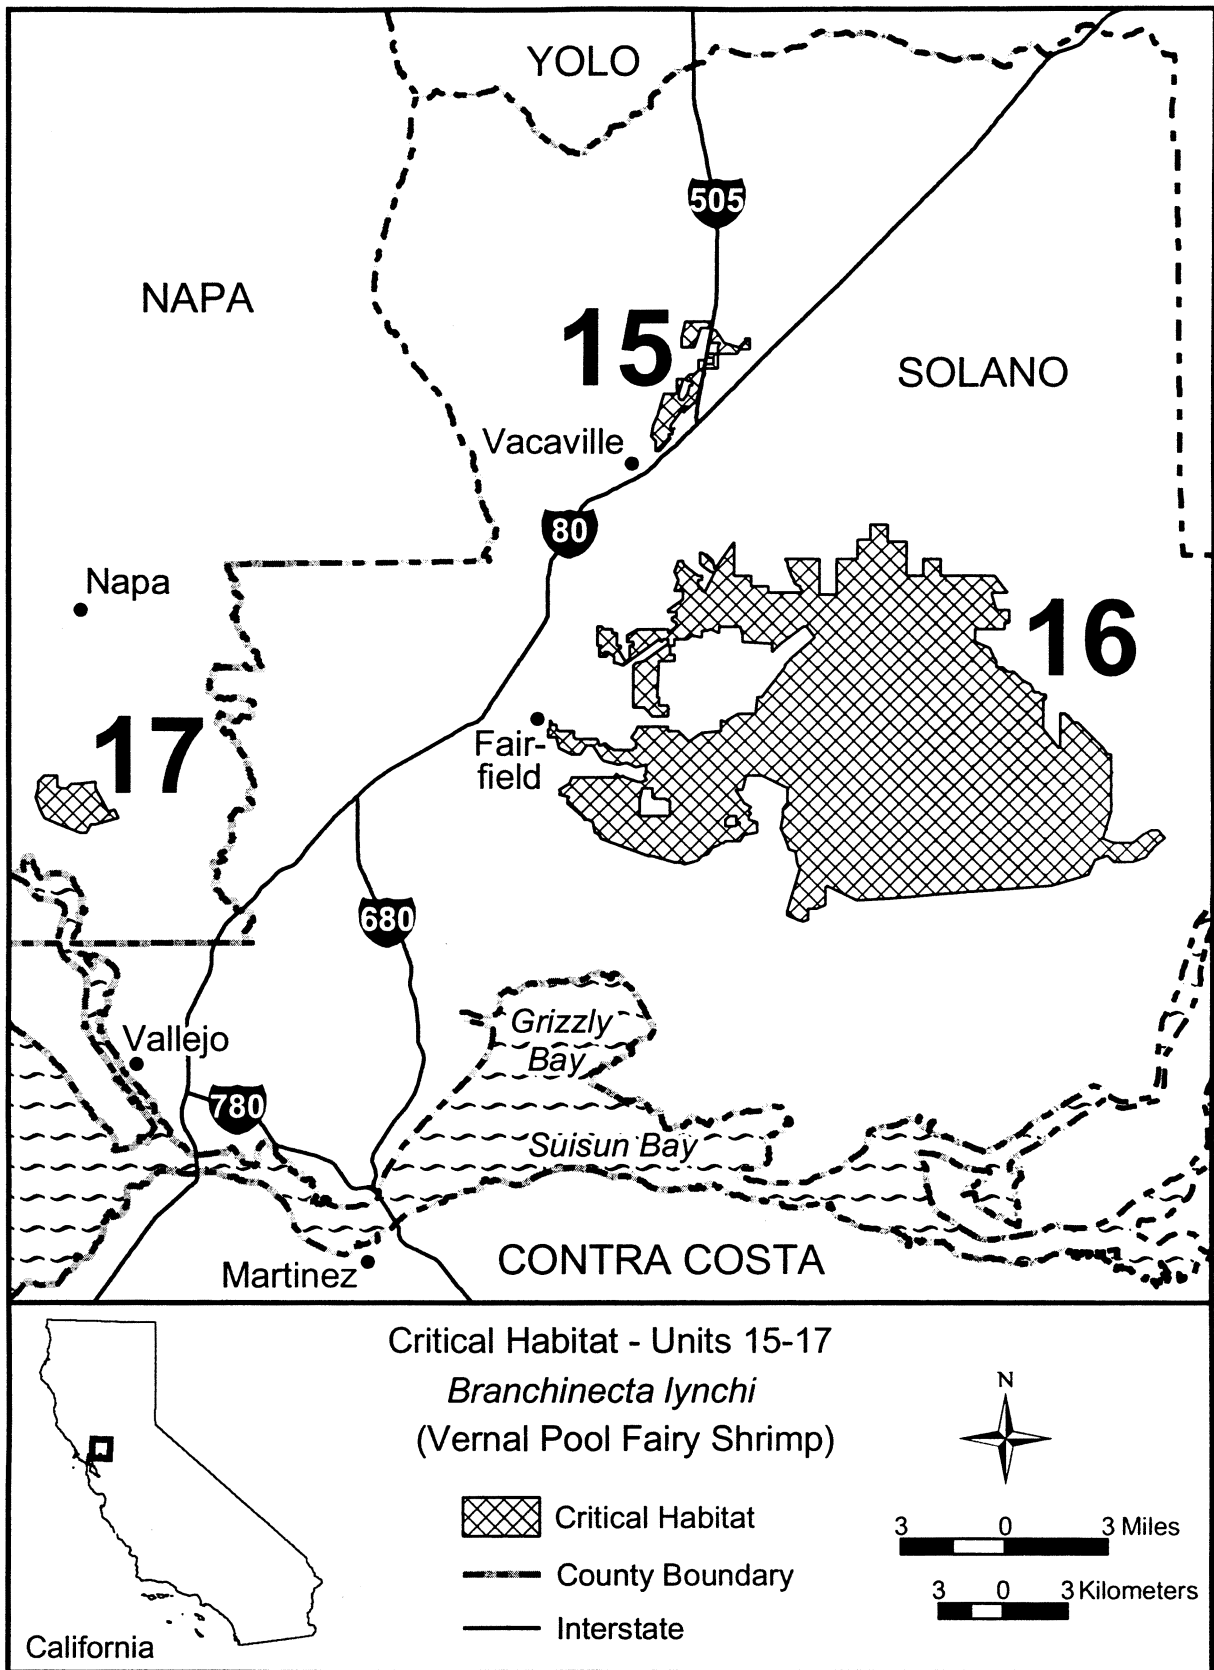 YOLO
505
NAPA
15
SOLANO
Vacaville
80
Napa
16
17
Fair-
field
680
Grizzly
Bay
Vallejo
780
Suisun Bay
CONTRA COSTA
Martinez
Critical Habitat - Units 15-17
Branchinecta lynchi
(Vernal Pool Fairy Shrimp)
N
Critical Habitat
3 0 3 Miles
County Boundary
3 0 3 Kilometers
Interstate
California